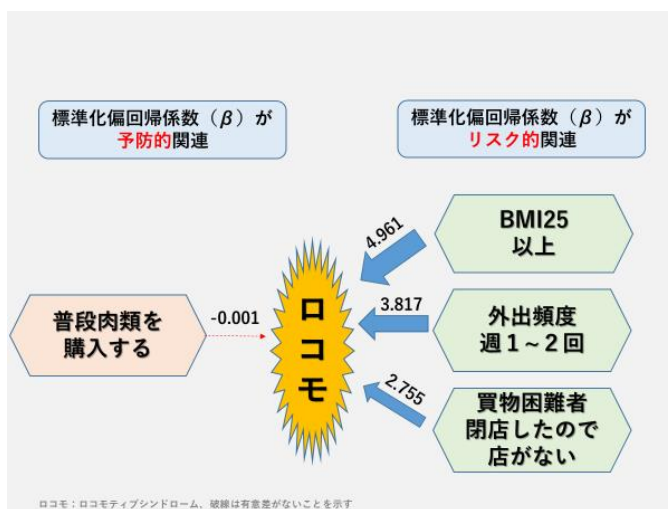 標準化偏回帰係数（β）が
予防的関連
標準化偏回帰係数（β）が
リスク的関連
普段肉類を
購入する
-0.001
ロコモ
4.961
BMI25
以上
3.817
外出頻度
週１～２回
2.755
買物困難者
閉店したので
店がない
ロコモ：ロコモティブシンドローム、破線は有意差がないことを示す